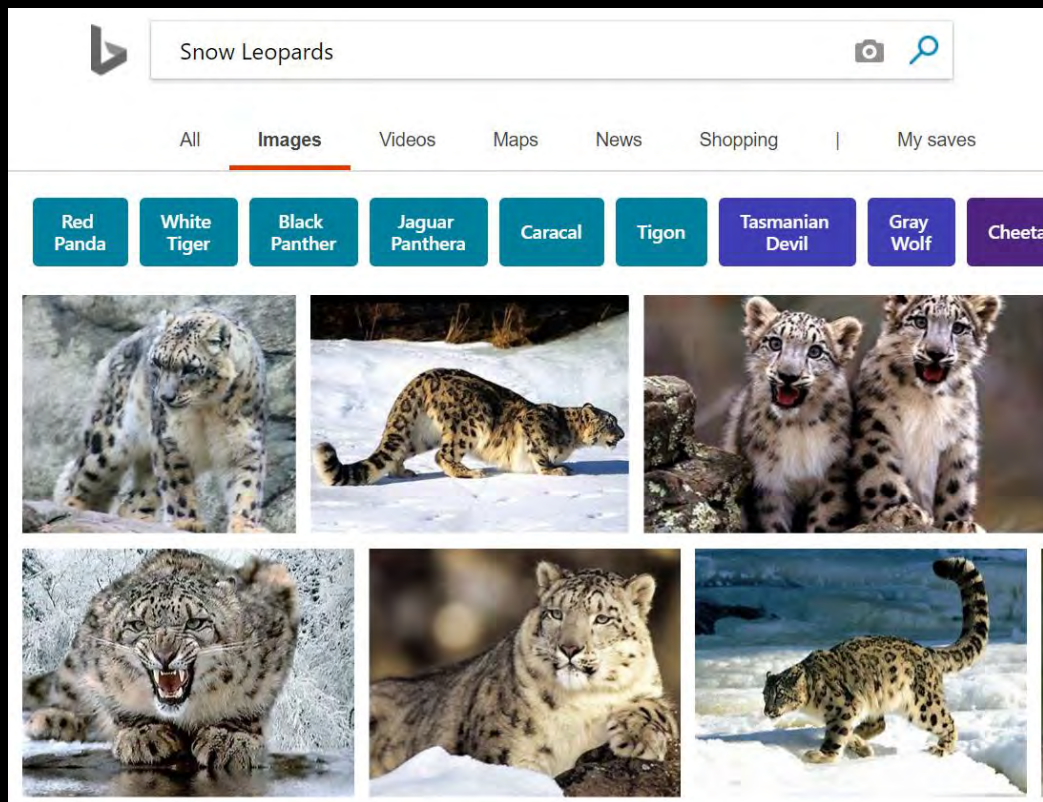 Snow Leopards
All Images Videos Maps News Shopping | My saves
Red Panda
White Tiger
Black Panther
Jaguar Panthera
Caracal
Tigon
Tasmanian Devil
Gray Wolf
Cheeta